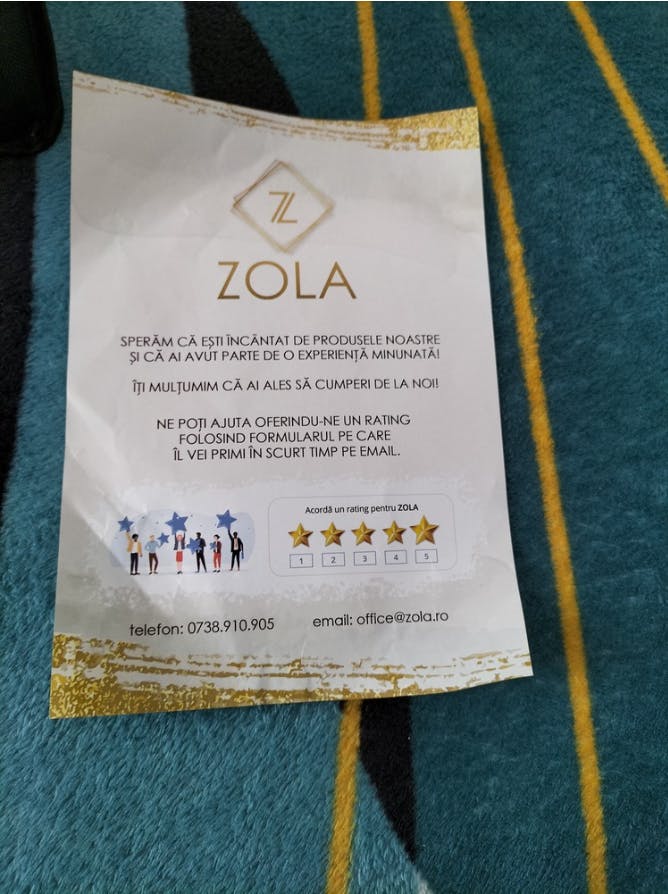 Z
ZOLA
SPERĂM CĂ EȘTI ÎNCÂNTAT DE PRODUSELE NOASTRE
ȘI CĂ AI AVUT PARTE DE O EXPERIENȚĂ MINUNATĂ!
ÎȚI MULȚUMIM CĂ AI ALES SĂ CUMPERI DE LA NOI!
NE POȚI AJUTA OFERINDU-NE UN RATING
FOLOSIND FORMULARUL PE CARE
ÎL VEI PRIMI ÎN SCURT TIMP PE EMAIL.
Acordă un rating pentru ZOLA
1 2 3 4 5
telefon: 0738.910.905 email: office@zola.ro